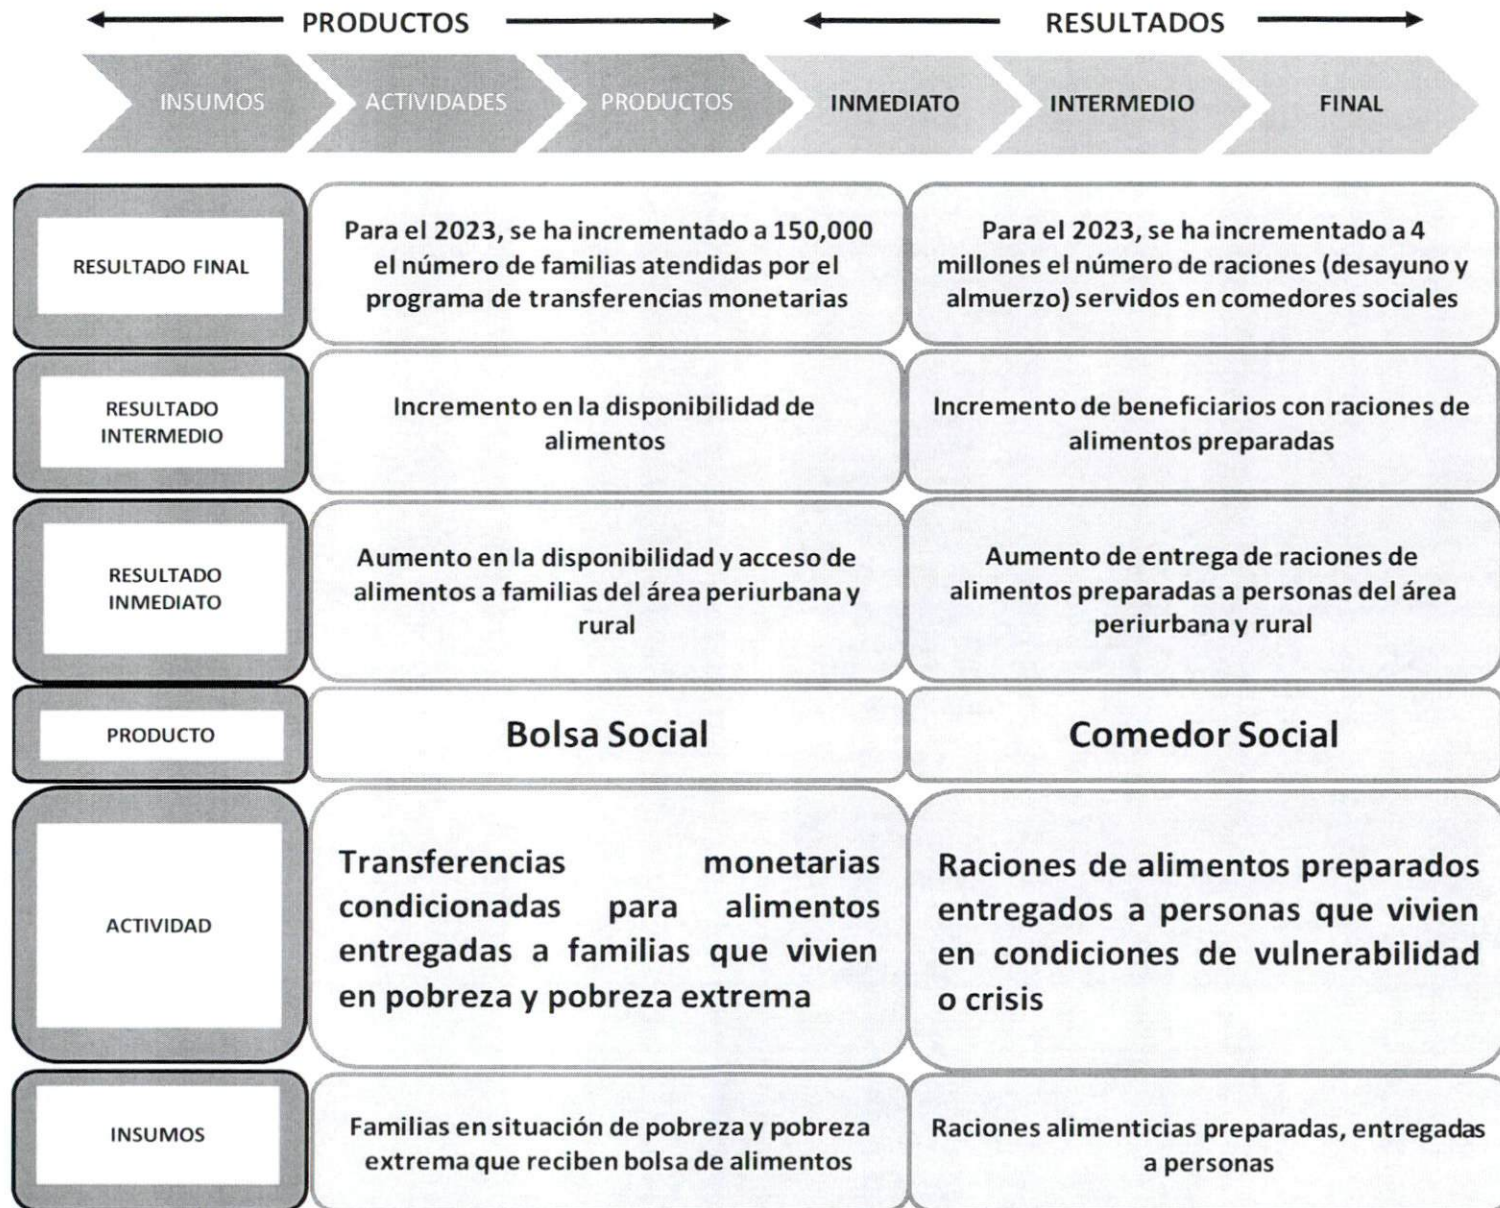 PRODUCTOS
RESULTADOS
INSUMOS
ACTIVIDADES
PRODUCTOS
INMEDIATO
INTERMEDIO
FINAL
RESULTADO FINAL
Para el 2023, se ha incrementado a 150,000
el número de familias atendidas por el
programa de transferencias monetarias
Para el 2023, se ha incrementado a 4
millones el número de raciones (desayuno y
almuerzo) servidos en comedores sociales
RESULTADO
INTERMEDIO
Incremento en la disponibilidad de
alimentos
Incremento de beneficiarios con raciones de
alimentos preparadas
RESULTADO
INMEDIATO
Aumento en la disponibilidad y acceso de
alimentos a familias del área periurbana y
rural
Aumento de entrega de raciones de
alimentos preparadas a personas del área
periurbana y rural
PRODUCTO
Bolsa Social
Comedor Social
ACTIVIDAD
Transferencias monetarias
condicionadas para alimentos
entregadas a familias que vivien
en pobreza y pobreza extrema
Raciones de alimentos preparados
entregados a personas que vivien
en condiciones de vulnerabilidad
o crisis
INSUMOS
Familias en situación de pobreza y pobreza
extrema que reciben bolsa de alimentos
Raciones alimenticias preparadas, entregadas
a personas